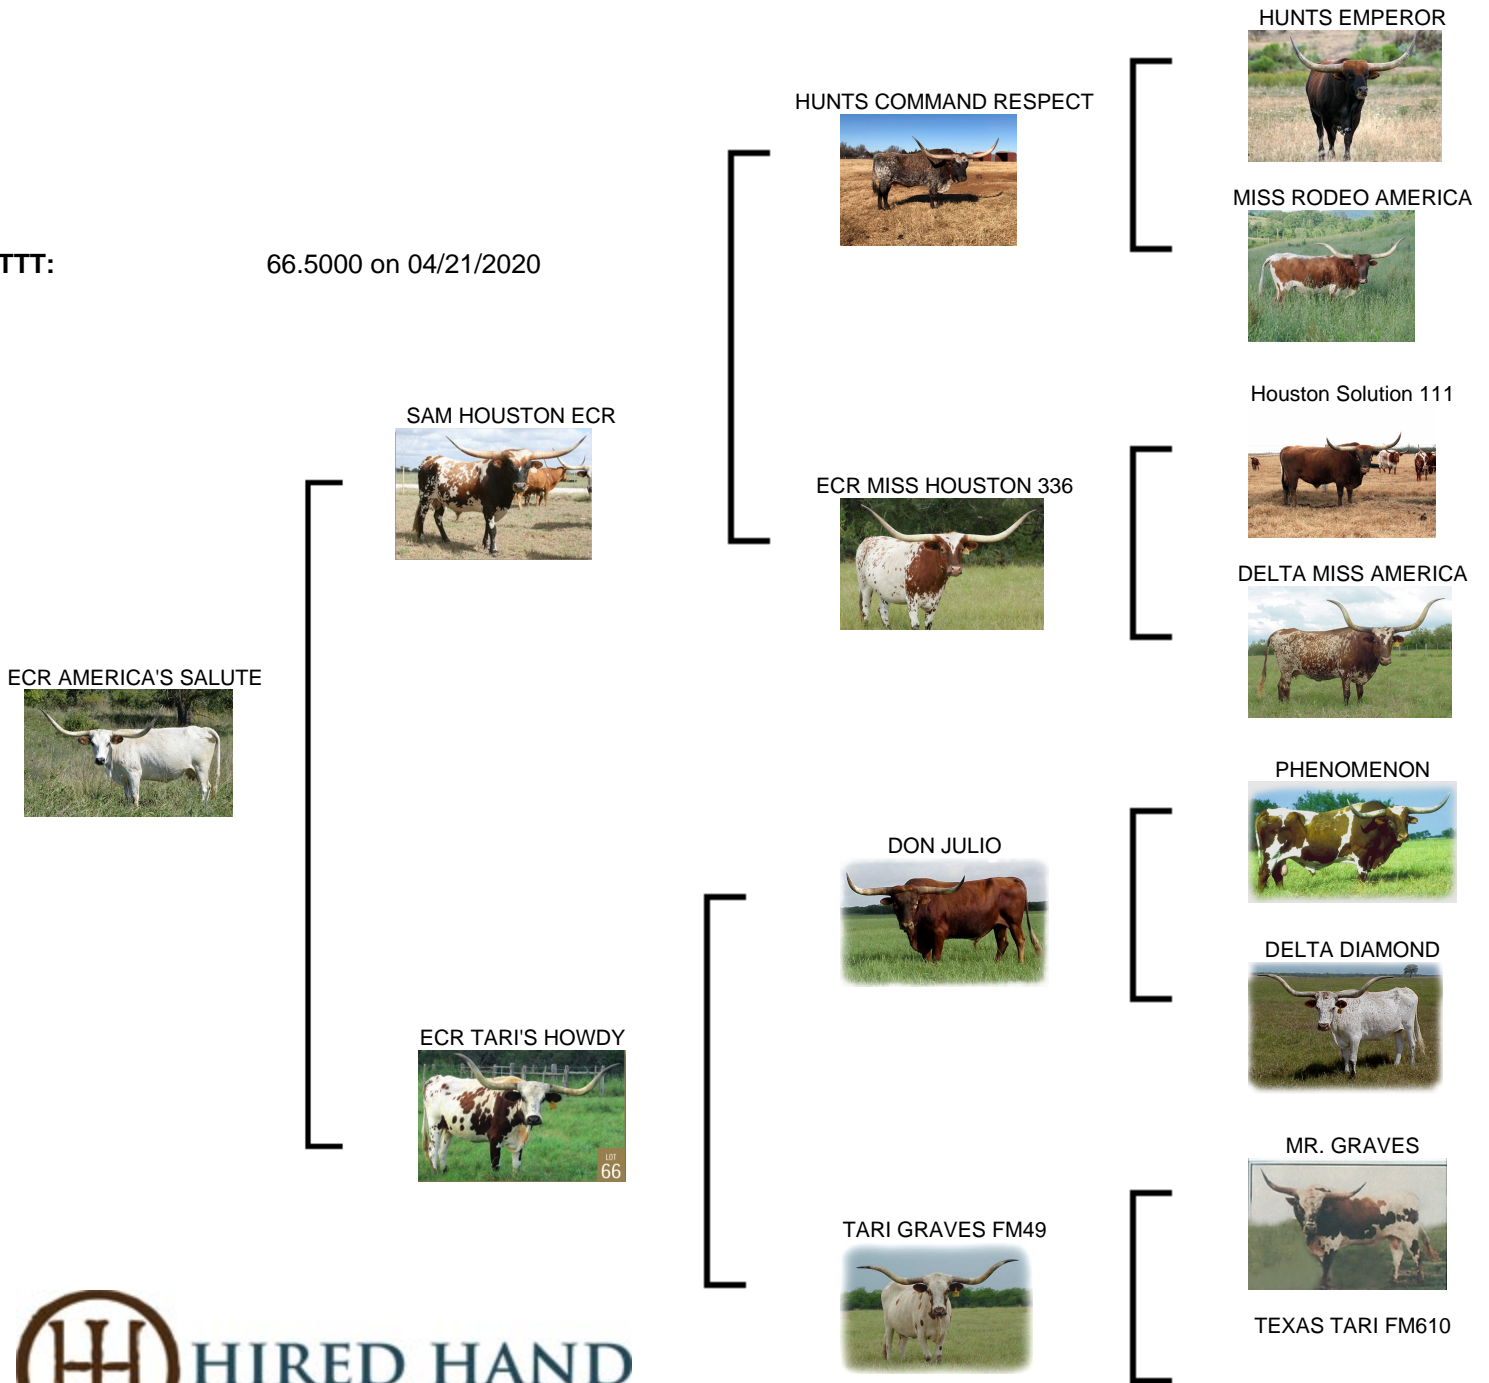 HUNTS EMPEROR
HUNTS COMMAND RESPECT
MISS RODEO AMERICA
TTT: 66.5000 on 04/21/2020
Houston Solution 111
SAM HOUSTON ECR
ECR MISS HOUSTON 336
DELTA MISS AMERICA
ECR AMERICA'S SALUTE
PHENOMENON
DON JULIO
DELTA DIAMOND
ECR TARI'S HOWDY
LOT
66
MR. GRAVES
TARI GRAVES FM49
TEXAS TARI FM610
HIRED HAND